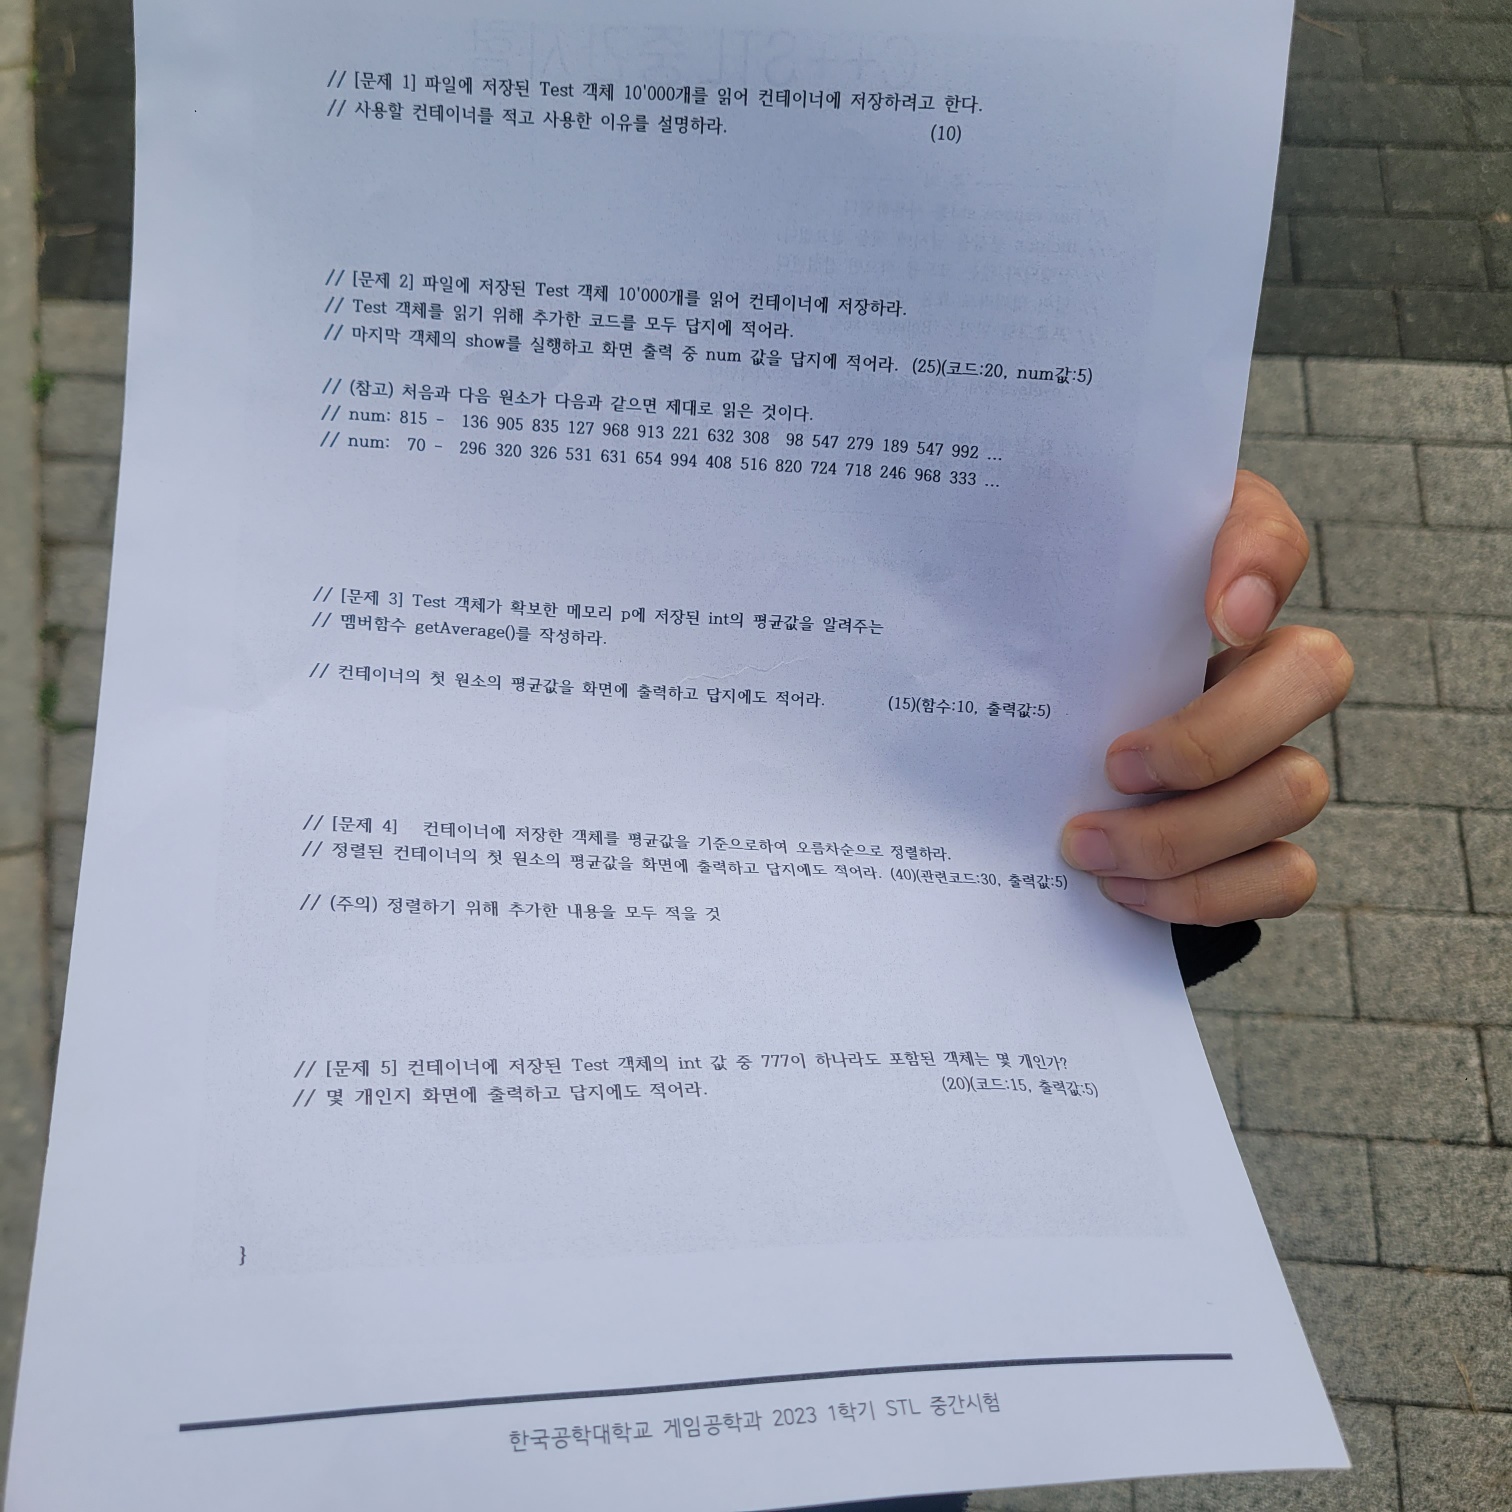 // [문제 1] 파일에 저장된 Test 객체 10'000개를 읽어 컨테이너에 저장하려고 한다.
// 사용할 컨테이너를 적고 사용한 이유를 설명하라. (10)
// [문제 2] 파일에 저장된 Test 객체 10'000개를 읽어 컨테이너에 저장하라.
// Test 객체를 읽기 위해 추가한 코드를 모두 답지에 적어라.
// 마지막 객체의 show를 실행하고 화면 출력 중 num 값을 답지에 적어라. (25)(코드:20, num값:5)
// (참고) 처음과 다음 원소가 다음과 같으면 제대로 읽은 것이다.
// num: 815 - 136 905 835 127 968 913 221 632 308 98 547 279 189 547 992 ...
// num: 70 - 296 320 326 531 631 654 994 408 516 820 724 718 246 968 333 ...
// [문제 3] Test 객체가 확보한 메모리 p에 저장된 int의 평균값을 알려주는
// 멤버함수 getAverage()를 작성하라.
// 컨테이너의 첫 원소의 평균값을 화면에 출력하고 답지에도 적어라. (15)(함수:10, 출력값:5)
// [문제 4] 컨테이너에 저장한 객체를 평균값을 기준으로하여 오름차순으로 정렬하라.
// 정렬된 컨테이너의 첫 원소의 평균값을 화면에 출력하고 답지에도 적어라. (40)(관련코드:30, 출력값:5)
// (주의) 정렬하기 위해 추가한 내용을 모두 적을 것
// [문제 5] 컨테이너에 저장된 Test 객체의 int 값 중 777이 하나라도 포함된 객체는 몇 개인가?
// 몇 개인지 화면에 출력하고 답지에도 적어라. (20)(코드:15, 출력값:5)
}
한국공학대학교 게임공학과 2023 1학기 STL 중간시험